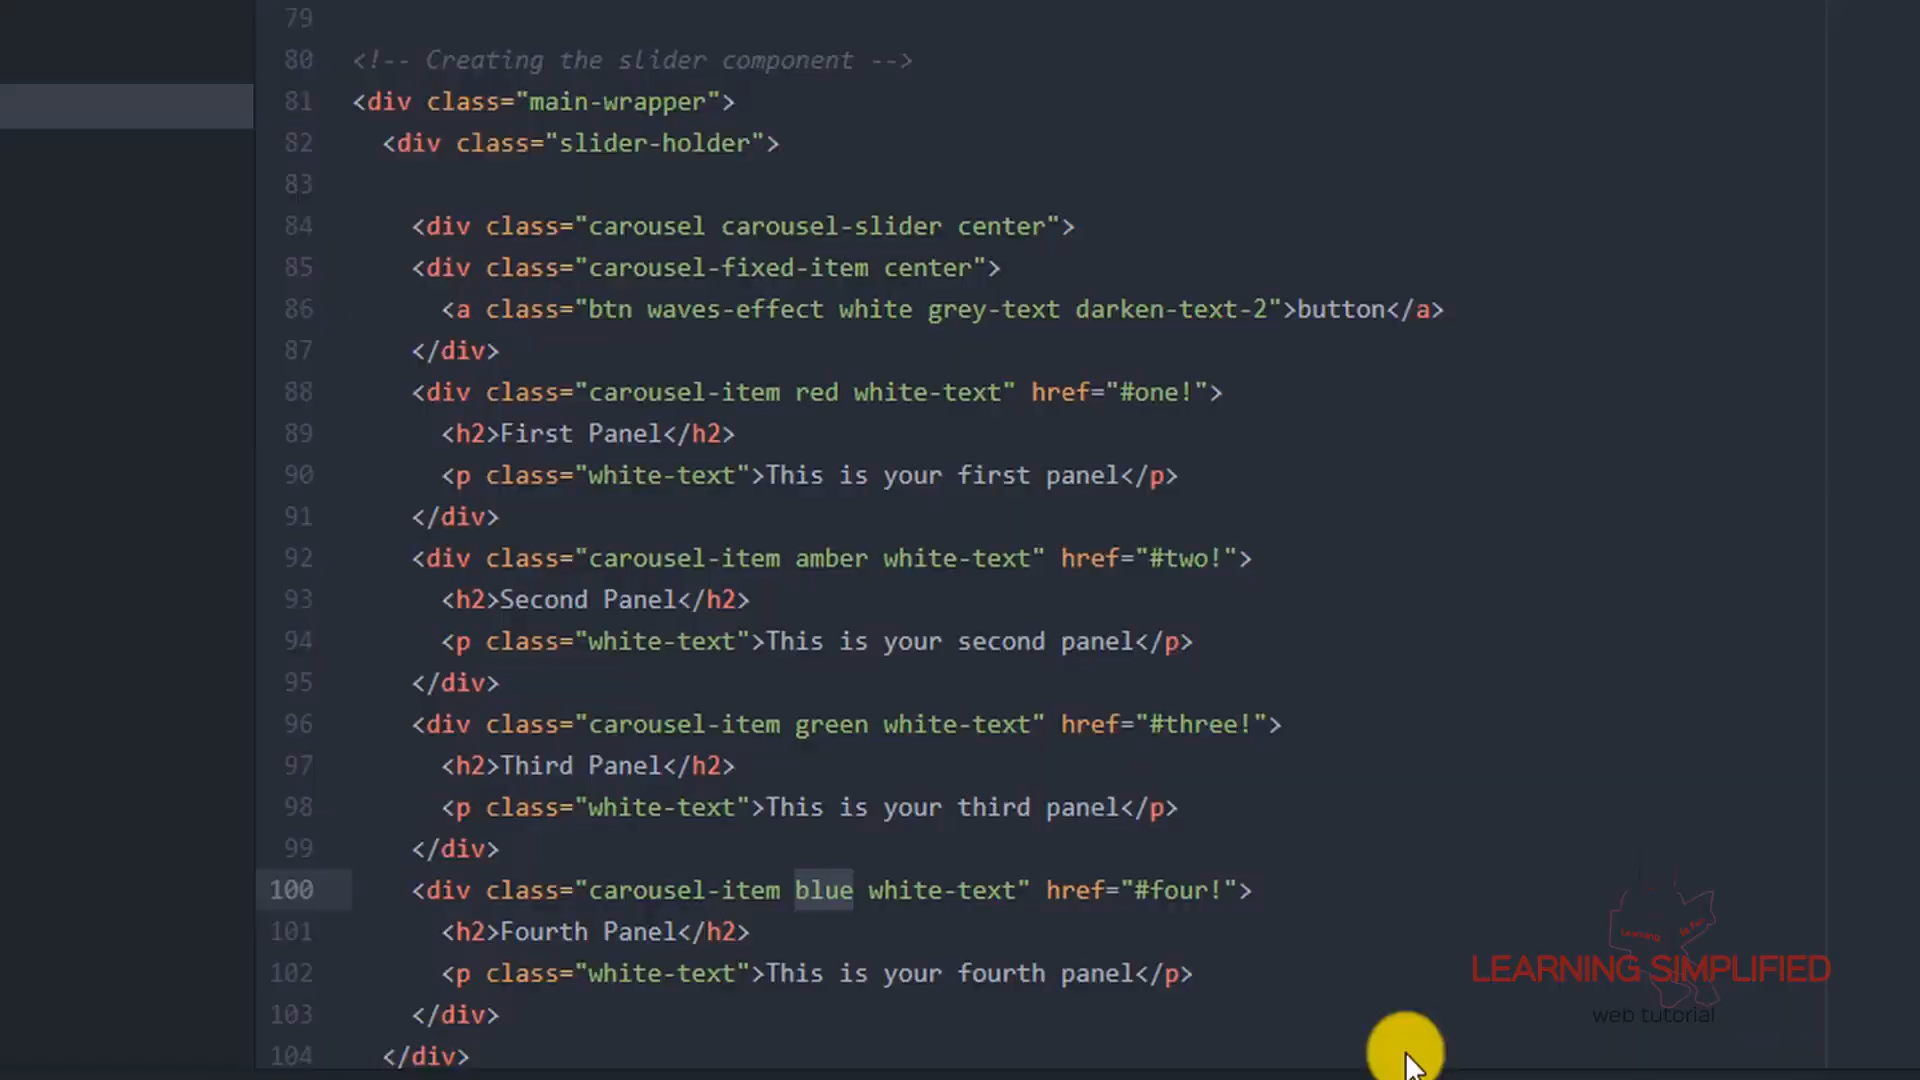 79
80 <!-- Creating the slider component -->
81 <div class="main-wrapper">
82 <div class="slider-holder">
83
84 <div class="carousel carousel-slider center">
85 <div class="carousel-fixed-item center">
86 <a class="btn waves-effect white grey-text darken-text-2">button</a>
87 </div>
88 <div class="carousel-item red white-text" href="#one!">
89 <h2>First Panel</h2>
90 <p class="white-text">This is your first panel</p>
91 </div>
92 <div class="carousel-item amber white-text" href="#two!">
93 <h2>Second Panel</h2>
94 <p class="white-text">This is your second panel</p>
95 </div>
96 <div class="carousel-item green white-text" href="#three!">
97 <h2>Third Panel</h2>
98 <p class="white-text">This is your third panel</p>
99 </div>
100 <div class="carousel-item blue white-text" href="#four!">
101 <h2>Fourth Panel</h2>
102 <p class="white-text">This is your fourth panel</p>
103 </div>
104 </div>
Learning
LEARNING SIMPLIFIED
web tutorial